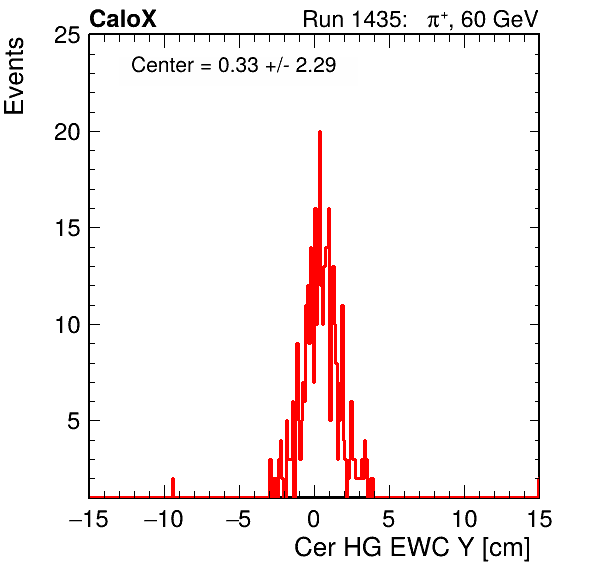 CaloX Run 1435: π⁺, 60 GeV
Events
Center = 0.33 +/- 2.29
25
20
15
10
5
−15 −10 −5 0 5 10 15
Cer HG EWC Y [cm]